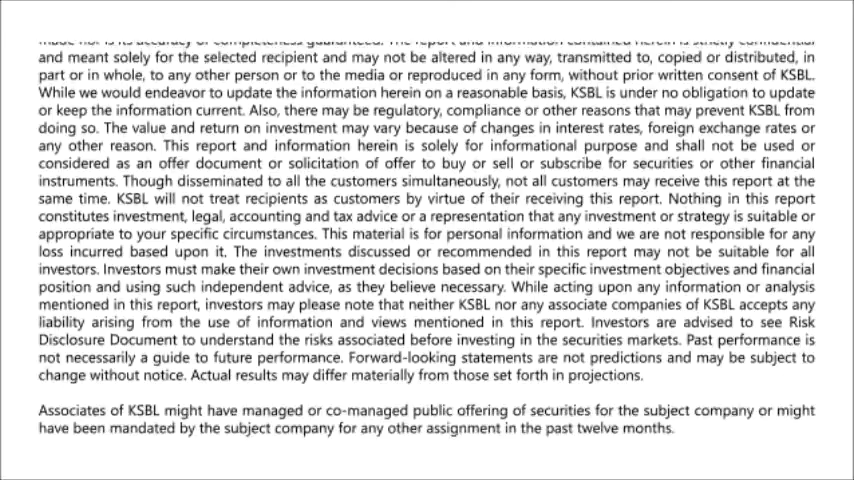 made nor is its accuracy or completeness guaranteed. The report and information contained herein is strictly confidential
and meant solely for the selected recipient and may not be altered in any way, transmitted to, copied or distributed, in
part or in whole, to any other person or to the media or reproduced in any form, without prior written consent of KSBL.
While we would endeavor to update the information herein on a reasonable basis, KSBL is under no obligation to update
or keep the information current. Also, there may be regulatory, compliance or other reasons that may prevent KSBL from
doing so. The value and return on investment may vary because of changes in interest rates, foreign exchange rates or
any other reason. This report and information herein is solely for informational purpose and shall not be used or
considered as an offer document or solicitation of offer to buy or sell or subscribe for securities or other financial
instruments. Though disseminated to all the customers simultaneously, not all customers may receive this report at the
same time. KSBL will not treat recipients as customers by virtue of their receiving this report. Nothing in this report
constitutes investment, legal, accounting and tax advice or a representation that any investment or strategy is suitable or
appropriate to your specific circumstances. This material is for personal information and we are not responsible for any
loss incurred based upon it. The investments discussed or recommended in this report may not be suitable for all
investors. Investors must make their own investment decisions based on their specific investment objectives and financial
position and using such independent advice, as they believe necessary. While acting upon any information or analysis
mentioned in this report, investors may please note that neither KSBL nor any associate companies of KSBL accepts any
liability arising from the use of information and views mentioned in this report. Investors are advised to see Risk
Disclosure Document to understand the risks associated before investing in the securities markets. Past performance is
not necessarily a guide to future performance. Forward-looking statements are not predictions and may be subject to
change without notice. Actual results may differ materially from those set forth in projections.
Associates of KSBL might have managed or co-managed public offering of securities for the subject company or might
have been mandated by the subject company for any other assignment in the past twelve months.